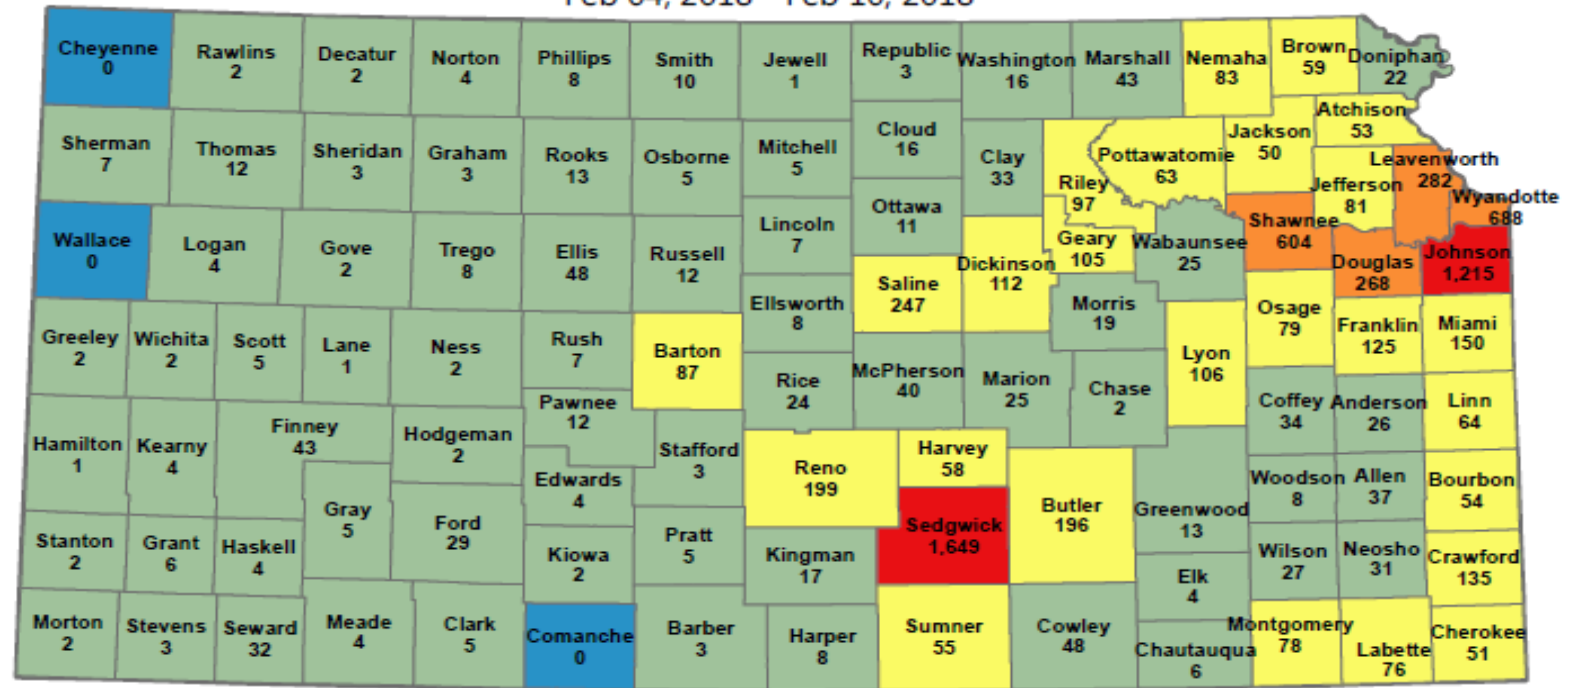 Feb 04, 2018 - Feb 10, 2018
Cheyenne
0
Rawlins
2
Decatur
2
Norton
4
Phillips
8
Smith
10
Jewell
1
Republic
3
Washington
16
Marshall
43
Nemaha
83
Brown
59
Doniphan
22
Sherman
7
Thomas
12
Sheridan
3
Graham
3
Rooks
13
Osborne
5
Mitchell
5
Cloud
16
Clay
33
Riley
97
Pottawatomie
63
Jackson
50
Atchison
53
Jefferson
81
Leavenworth
282
Wyandotte
688
Wallace
0
Logan
4
Gove
2
Trego
8
Ellis
48
Russell
12
Lincoln
7
Ottawa
11
Saline
247
Dickinson
112
Geary
105
Wabaunsee
25
Shawnee
604
Douglas
268
Johnson
1,215
Ellsworth
8
Morris
19
Osage
79
Franklin
125
Miami
150
Greeley
2
Wichita
2
Scott
5
Lane
1
Ness
2
Rush
7
Barton
87
Rice
24
McPherson
40
Marion
25
Chase
2
Lyon
106
Coffey
34
Anderson
26
Linn
64
Hamilton
1
Kearny
4
Finney
43
Hodgeman
2
Pawnee
12
Stafford
3
Edwards
4
Reno
199
Harvey
58
Sedgwick
1,649
Butler
196
Greenwood
13
Woodson
8
Allen
37
Bourbon
54
Stanton
2
Grant
6
Haskell
4
Gray
5
Ford
29
Kiowa
2
Pratt
5
Kingman
17
Elk
4
Wilson
27
Neosho
31
Crawford
135
Morton
2
Stevens
3
Seward
32
Meade
4
Clark
5
Comanche
0
Barber
3
Harper
8
Sumner
55
Cowley
48
Chautauqua
6
Montgomery
78
Labette
76
Cherokee
51